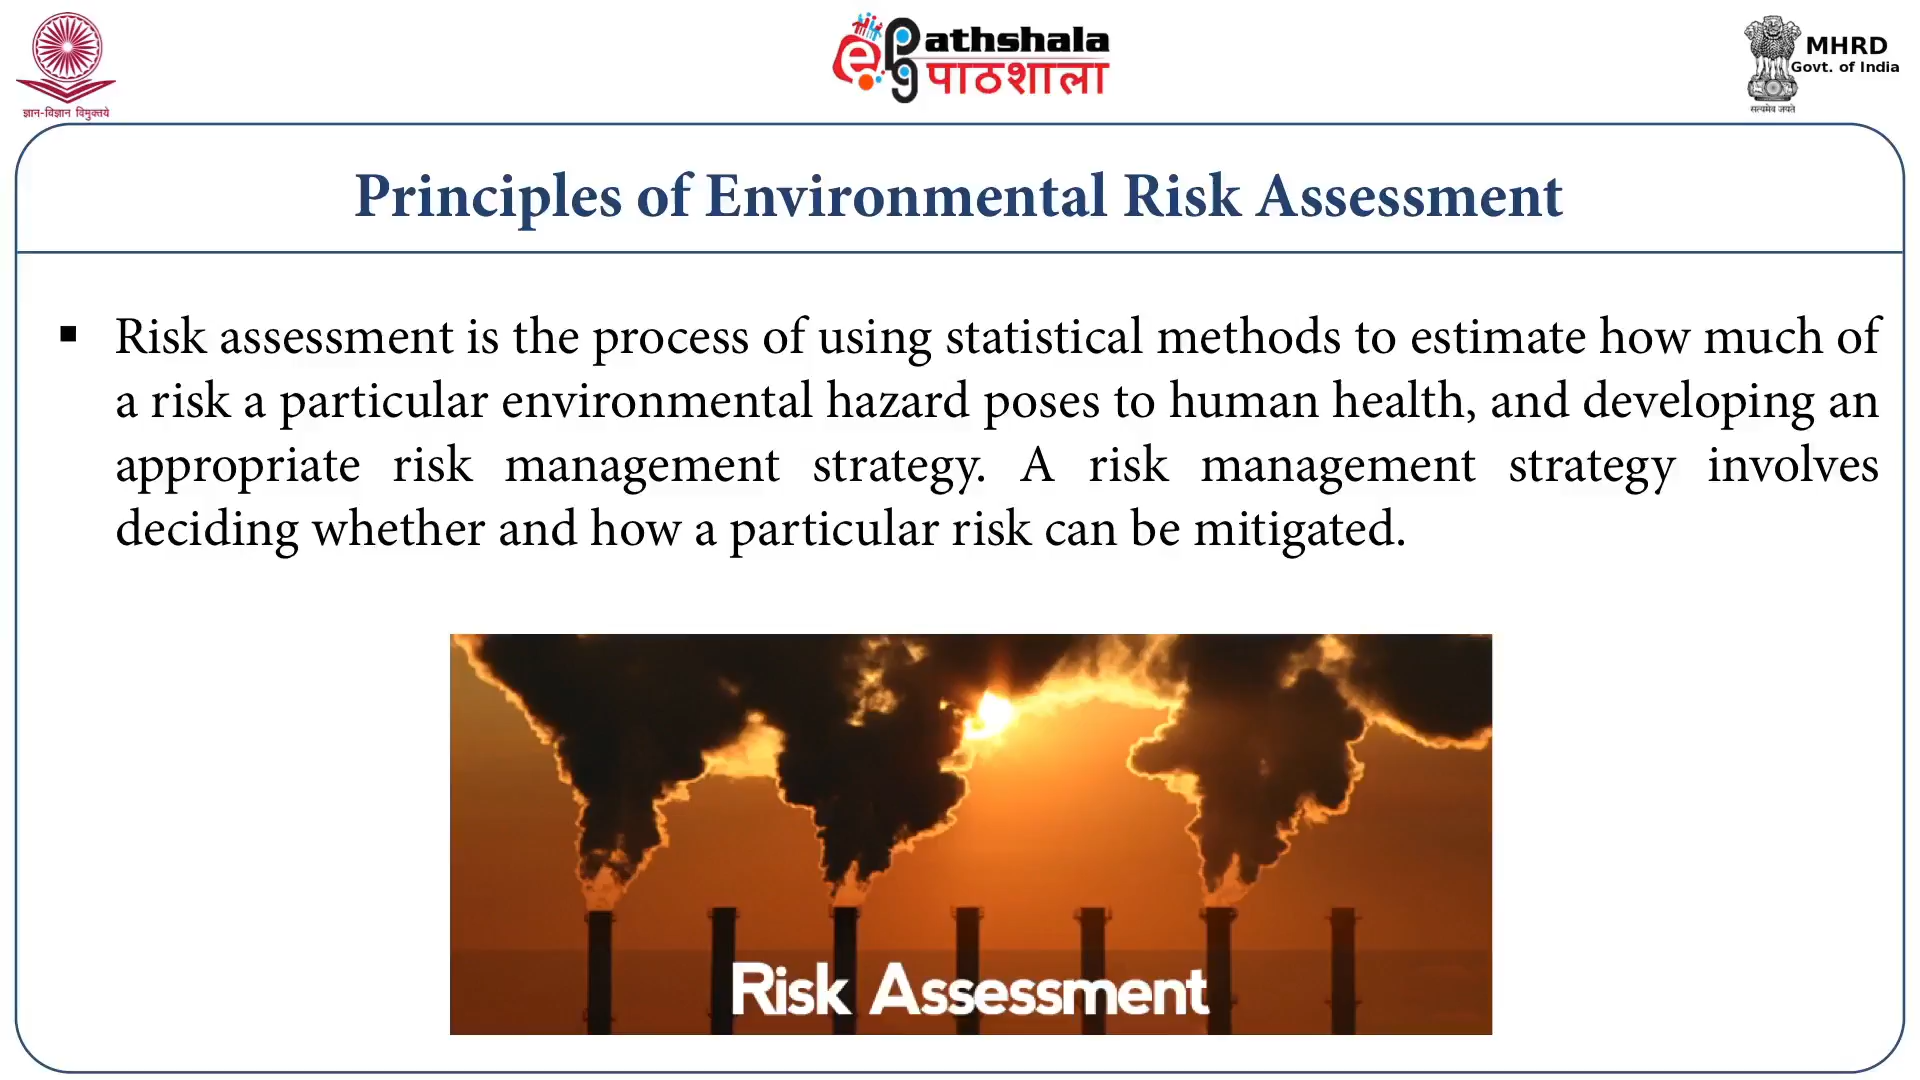 ज्ञान-विज्ञान विमुक्तये
ePathshala
पाठशाला
MHRD
Govt. of India
सत्यमेव जयते
Principles of Environmental Risk Assessment
▪ Risk assessment is the process of using statistical methods to estimate how much of
a risk a particular environmental hazard poses to human health, and developing an
appropriate risk management strategy. A risk management strategy involves
deciding whether and how a particular risk can be mitigated.
Risk Assessment